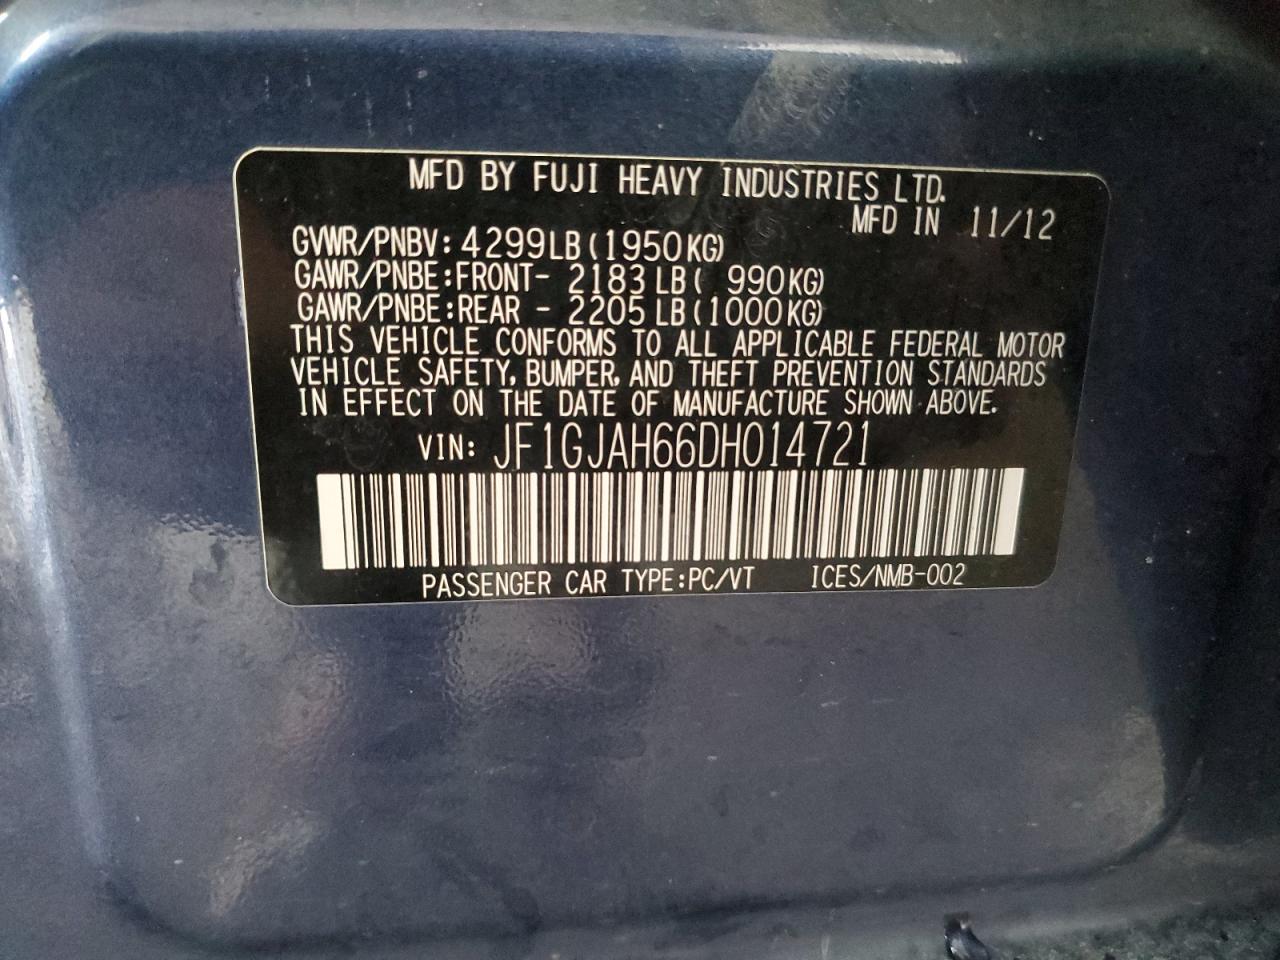 MFD BY FUJI HEAVY INDUSTRIES LTD.
MFD IN 11/12
GVWR/PNBV: 4299LB(1950KG)
GAWR/PNBE:FRONT- 2183LB( 990KG)
GAWR/PNBE:REAR - 2205LB(1000KG)
THIS VEHICLE CONFORMS TO ALL APPLICABLE FEDERAL MOTOR
VEHICLE SAFETY, BUMPER, AND THEFT PREVENTION STANDARDS
IN EFFECT ON THE DATE OF MANUFACTURE SHOWN ABOVE.
VIN: JF1GJAH66DH014721
PASSENGER CAR TYPE:PC/VT ICES/NMB-002